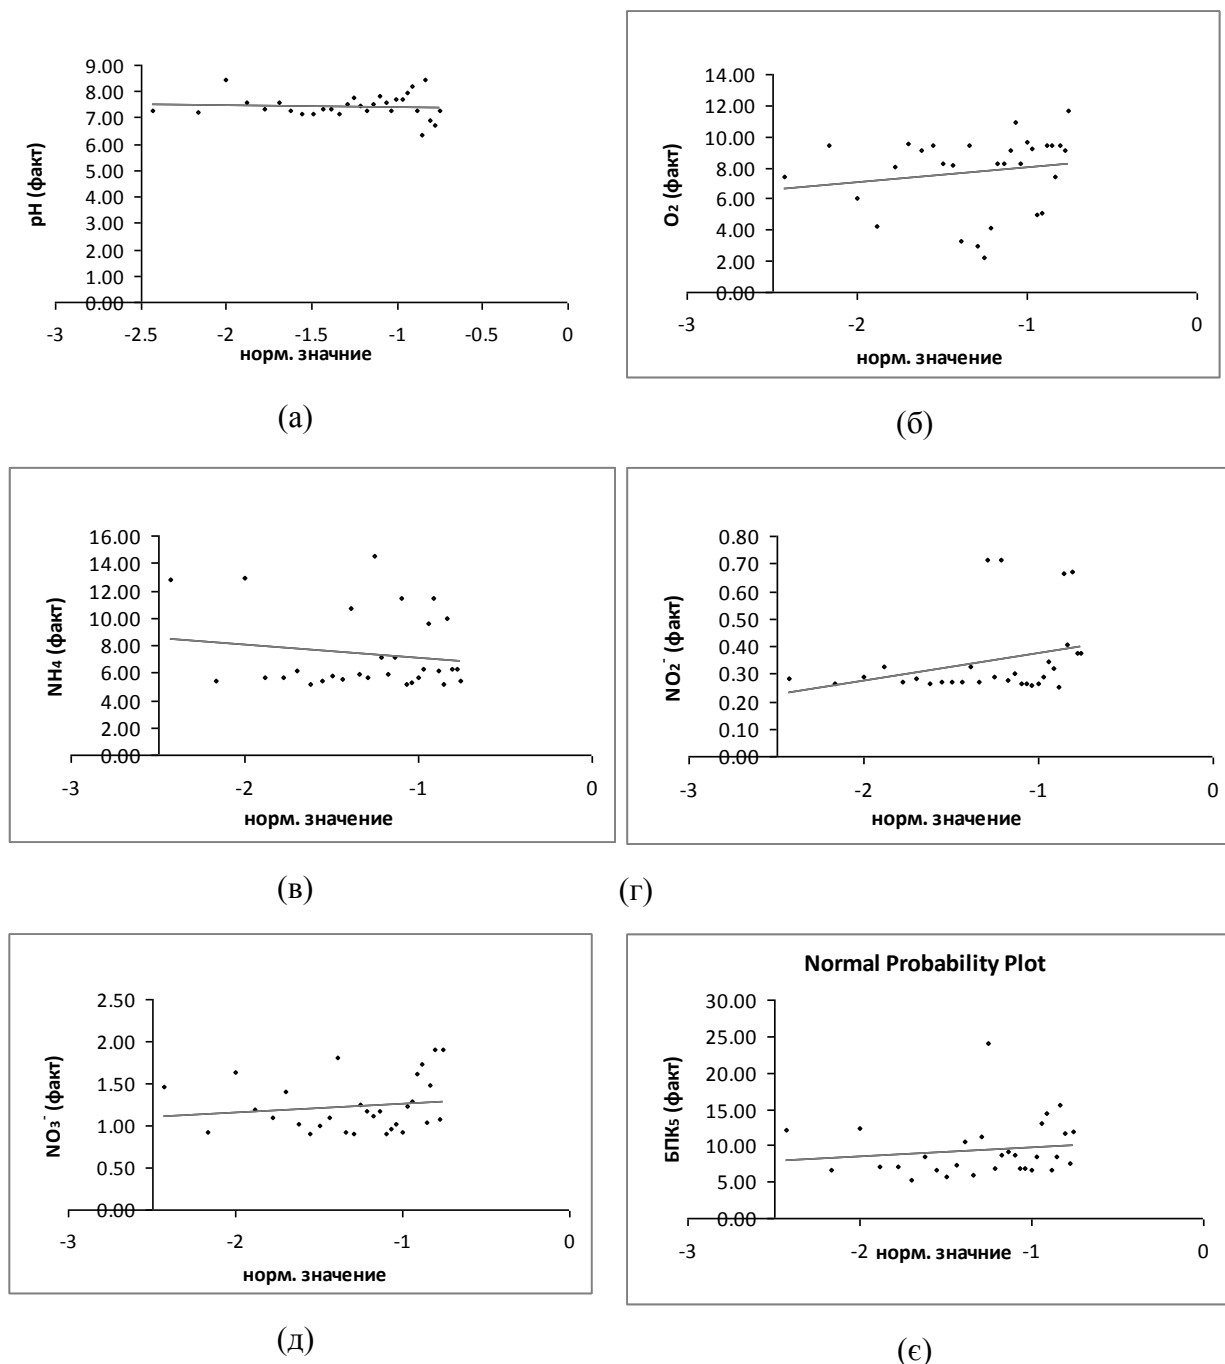 pH (факт)
9.00
8.00
7.00
6.00
5.00
4.00
3.00
2.00
1.00
0.00
-3 -2.5 -2 -1.5 -1 -0.5 0
норм. значние
(а)
O₂ (факт)
14.00
12.00
10.00
8.00
6.00
4.00
2.00
0.00
-3 -2 -1 0
норм. значение
(б)
NH₄ (факт)
16.00
14.00
12.00
10.00
8.00
6.00
4.00
2.00
0.00
-3 -2 -1 0
норм. значение
(в)
NO₂⁻ (факт)
0.80
0.70
0.60
0.50
0.40
0.30
0.20
0.10
0.00
-3 -2 -1 0
норм. значение
(г)
NO₃⁻ (факт)
2.50
2.00
1.50
1.00
0.50
0.00
-3 -2 -1 0
норм. значение
(д)
Normal Probability Plot
БПК₅ (факт)
30.00
25.00
20.00
15.00
10.00
5.00
0.00
-3 -2 -1 0
норм. значние
(є)